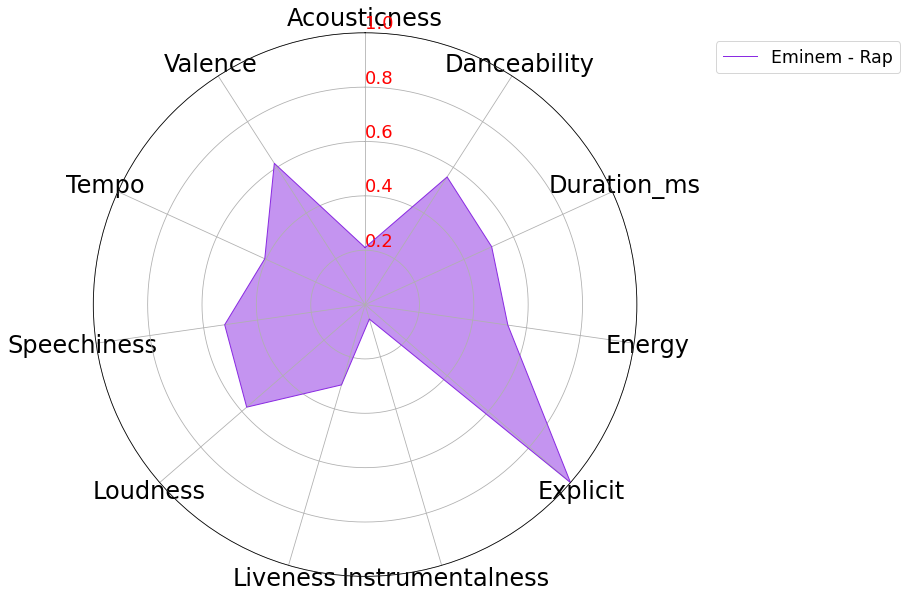 Acousticness
1.0
Eminem - Rap
Valence
Danceability
0.8
0.6
Tempo
0.4
Duration_ms
0.2
Speechiness
Energy
Loudness
Explicit
Liveness
Instrumentalness